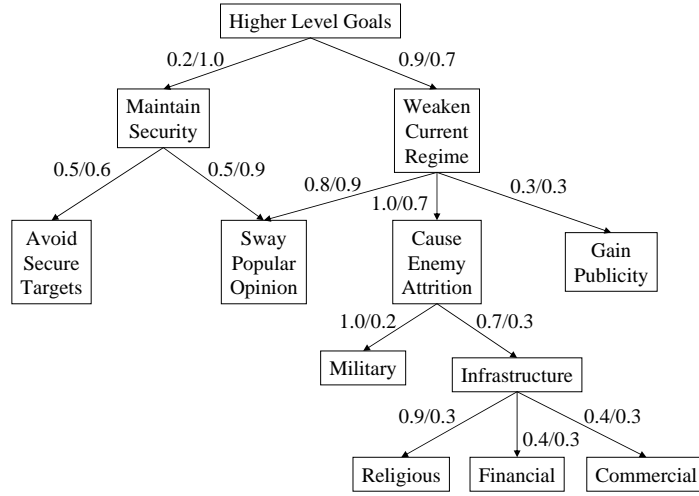 Higher Level Goals
0.2/1.0
0.9/0.7
Maintain
Security
Weaken
Current
Regime
0.5/0.6
0.5/0.9
0.8/0.9
1.0/0.7
0.3/0.3
Avoid
Secure
Targets
Sway
Popular
Opinion
Cause
Enemy
Attrition
Gain
Publicity
1.0/0.2
0.7/0.3
Military
Infrastructure
0.9/0.3
0.4/0.3
0.4/0.3
Religious
Financial
Commercial